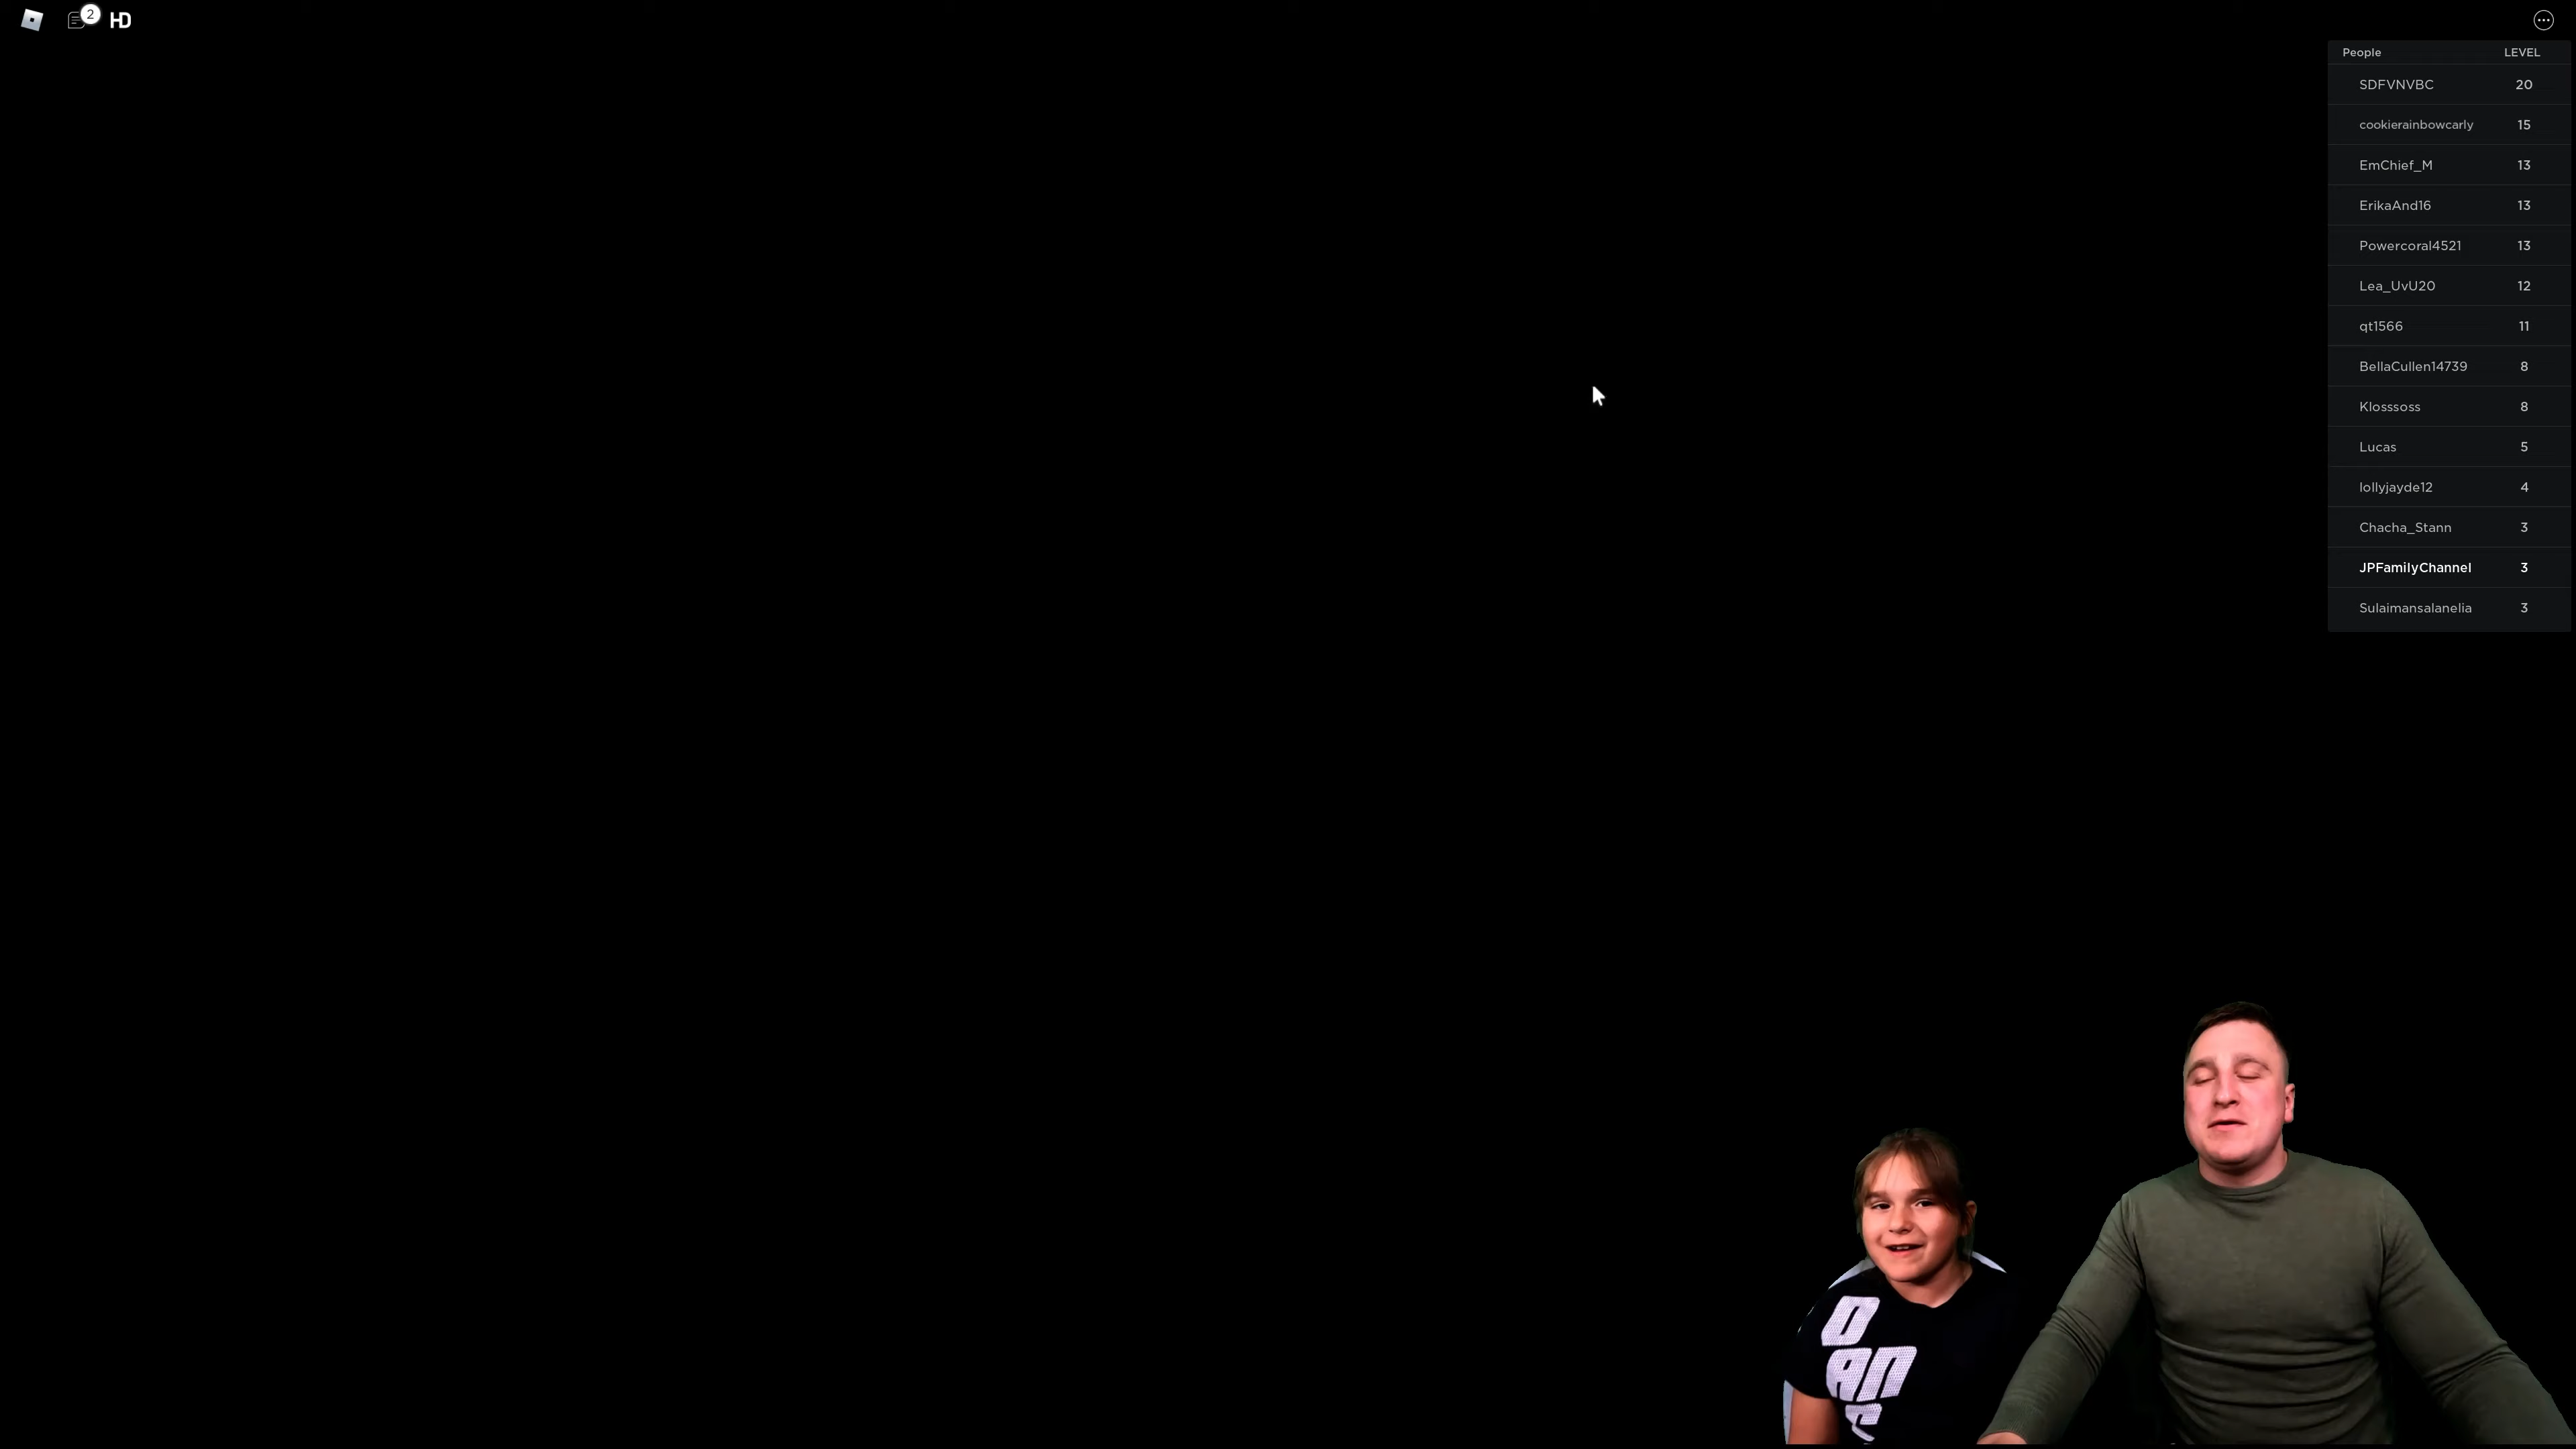 2
HD
People LEVEL
SDFVNVBC 20
cookierainbowcarly 15
EmChief_M 13
ErikaAnd16 13
Powercoral4521 13
Lea_UvU20 12
qt1566 11
BellaCullen14739 8
Klosssoss 8
Lucas 5
lollyjayde12 4
Chacha_Stann 3
JPFamilyChannel 3
Sulaimansalanelia 3
D
AN
C